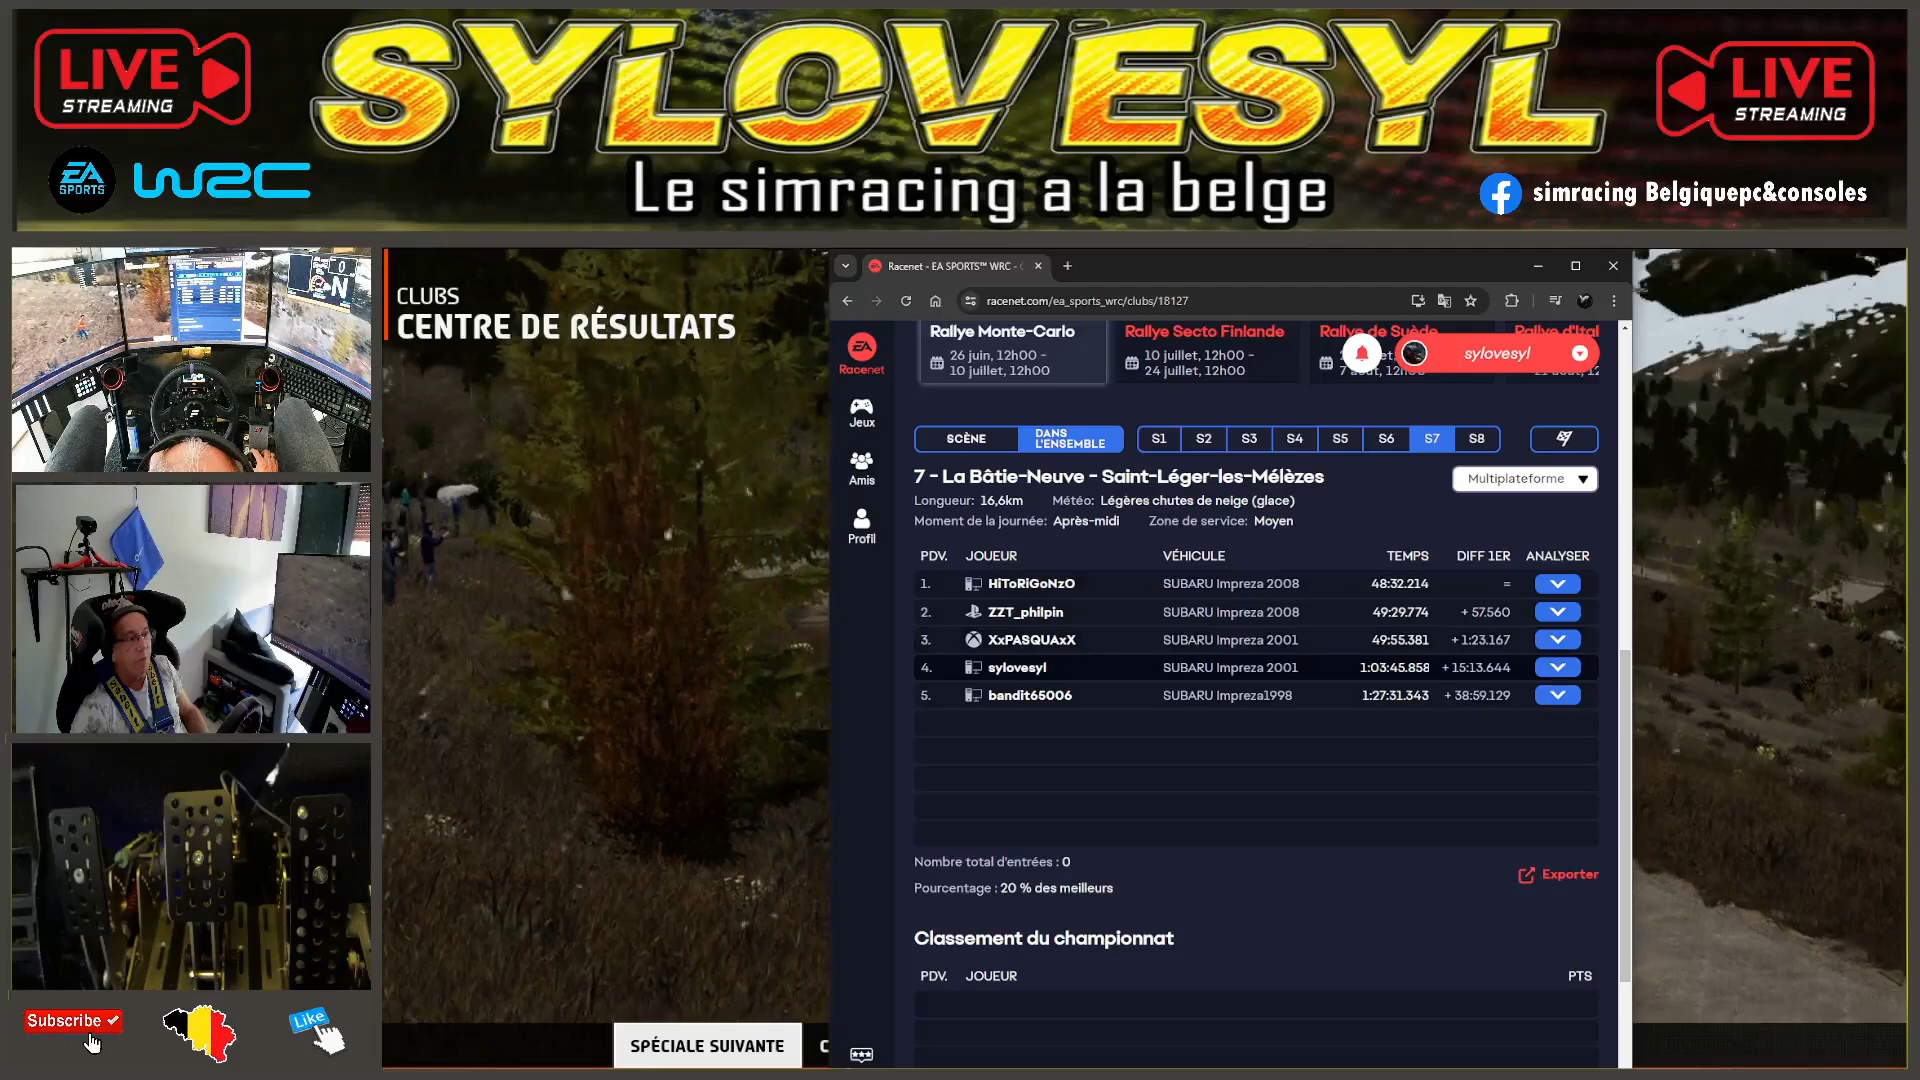 LIVE
STREAMING
SYLOVESYL
LIVE
STREAMING
EA
SPORTS
WRC
Le simracing a la belge
simracing Belgiquepc&consoles
CLUBS
CENTRE DE RÉSULTATS
Racenet - EA SPORTS™ WRC -
racenet.com/ea_sports_wrc/clubs/18127
EA
Racenet
Jeux
Amis
Profil
Rallye Monte-Carlo
26 juin, 12h00 -
10 juillet, 12h00
Rallye Secto Finlande
10 juillet, 12h00 -
24 juillet, 12h00
Rallye de Suède
Rallye d'Ital
sylovesyl
SCÈNE
DANS
L'ENSEMBLE
S1 S2 S3 S4 S5 S6 S7 S8
7 - La Bâtie-Neuve - Saint-Léger-les-Mélèzes
Multiplateforme
Longueur: 16,6km Météo: Légères chutes de neige (glace)
Moment de la journée: Après-midi Zone de service: Moyen
PDV. JOUEUR VÉHICULE TEMPS DIFF 1ER ANALYSER
1. HiToRiGoNzO SUBARU Impreza 2008 48:32.214 =
2. ZZT_philpin SUBARU Impreza 2008 49:29.774 + 57.560
3. XxPASQUAxX SUBARU Impreza 2001 49:55.381 + 1:23.167
4. sylovesyl SUBARU Impreza 2001 1:03:45.858 + 15:13.644
5. bandit65006 SUBARU Impreza1998 1:27:31.343 + 38:59.129
Nombre total d'entrées : 0
Pourcentage : 20 % des meilleurs
Exporter
Classement du championnat
PDV. JOUEUR PTS
Subscribe
Like
SPÉCIALE SUIVANTE